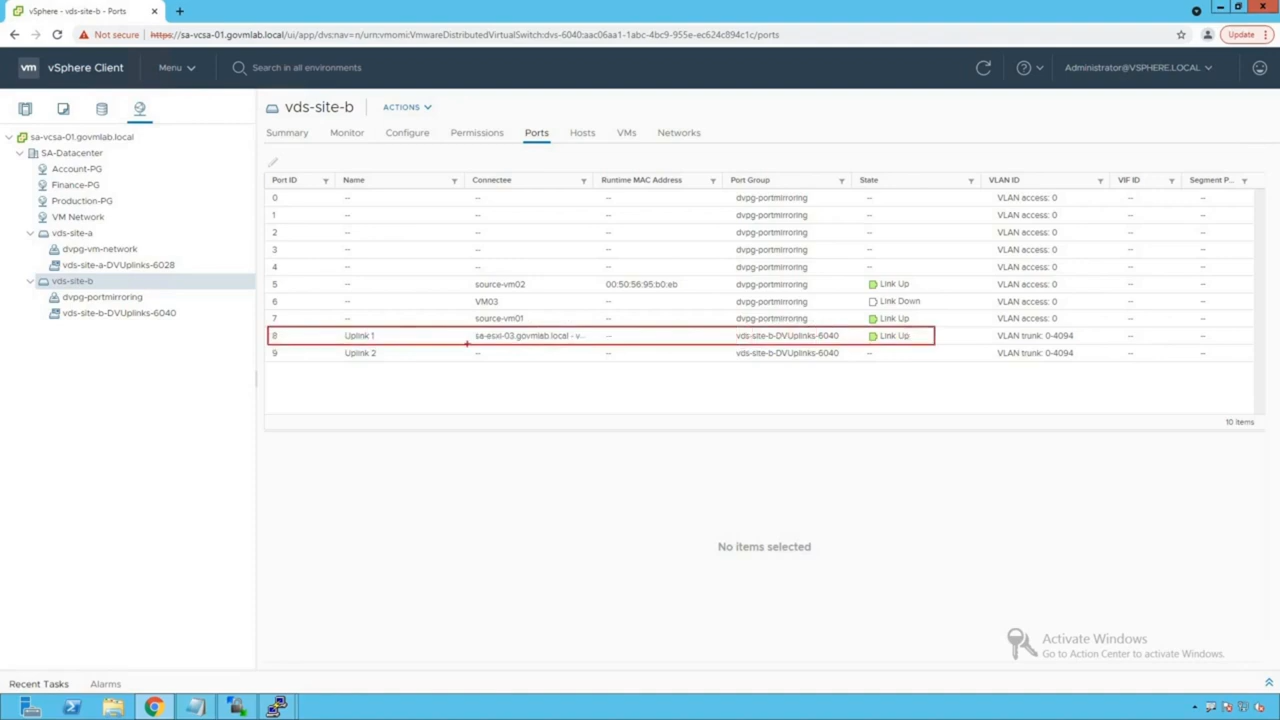 vSphere - vds-site-b - Ports
Not secure https://sa-vcsa-01.govmlab.local/ui/app/dvs:nav=n/urn:vmomi:VmwareDistributedVirtualSwitch:dvs-6040:aac06aa1-1abc-4bc9-955e-ec624c894c1c/ports Update
vm vSphere Client Menu Search in all environments Administrator@VSPHERE.LOCAL
vds-site-b ACTIONS
Summary Monitor Configure Permissions Ports Hosts VMs Networks
sa-vcsa-01.govmlab.local
SA-Datacenter
Account-PG
Finance-PG
Production-PG
VM Network
vds-site-a
dvpg-vm-network
vds-site-a-DVUplinks-6028
vds-site-b
dvpg-portmirroring
vds-site-b-DVUplinks-6040
Port ID Name Connectee Runtime MAC Address Port Group State VLAN ID VIF ID Segment P...
0 -- -- -- dvpg-portmirroring -- VLAN access: 0 -- --
1 -- -- -- dvpg-portmirroring -- VLAN access: 0 -- --
2 -- -- -- dvpg-portmirroring -- VLAN access: 0 -- --
3 -- -- -- dvpg-portmirroring -- VLAN access: 0 -- --
4 -- -- -- dvpg-portmirroring -- VLAN access: 0 -- --
5 -- source-vm02 00:50:56:95:b0:eb dvpg-portmirroring Link Up VLAN access: 0 -- --
6 -- VM03 -- dvpg-portmirroring Link Down VLAN access: 0 -- --
7 -- source-vm01 -- dvpg-portmirroring Link Up VLAN access: 0 -- --
8 Uplink 1 sa-esxi-03.govmlab.local - v... -- vds-site-b-DVUplinks-6040 Link Up VLAN trunk: 0-4094 -- --
9 Uplink 2 -- -- vds-site-b-DVUplinks-6040 -- VLAN trunk: 0-4094 -- --
10 items
No items selected
Activate Windows
Go to Action Center to activate Windows.
Recent Tasks Alarms